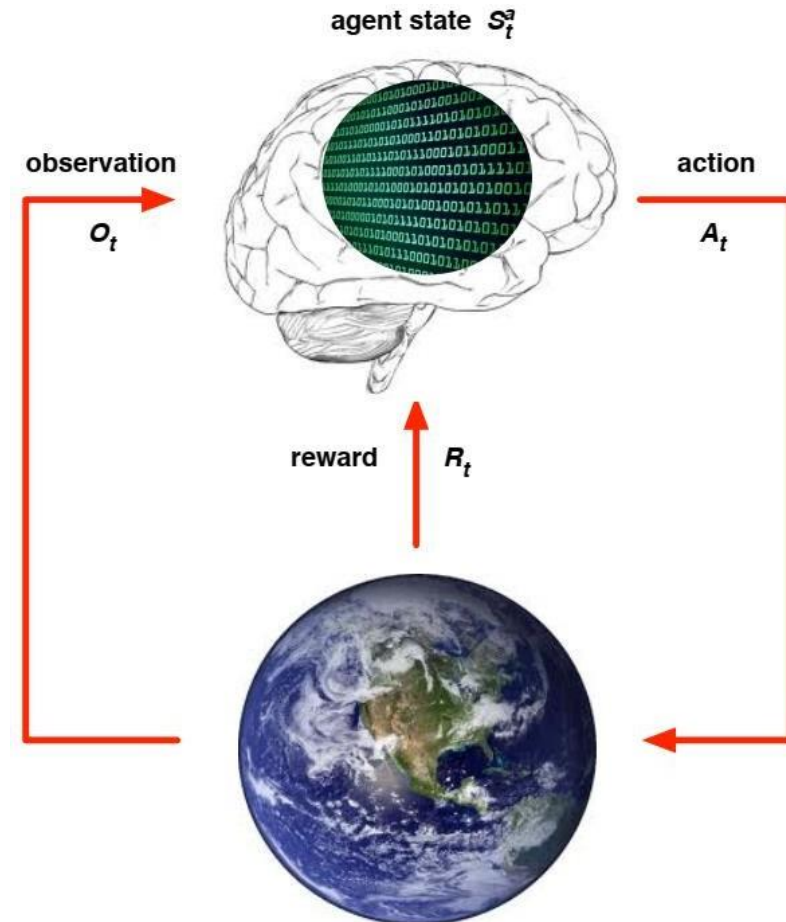 agent state S_t^a
observation
O_t
action
A_t
reward R_t